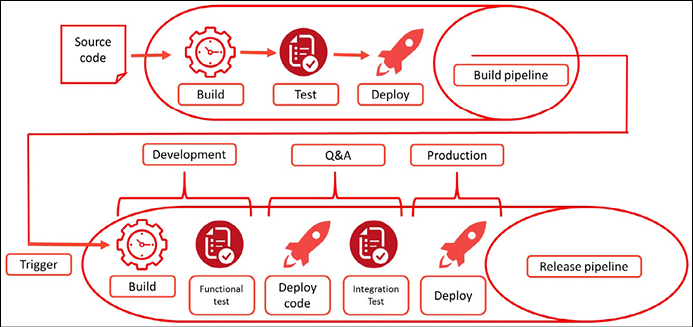 Source
code
Build
Test
Deploy
Build pipeline
Development
Q&A
Production
Trigger
Build
Functional
test
Deploy
code
Integration
Test
Deploy
Release pipeline